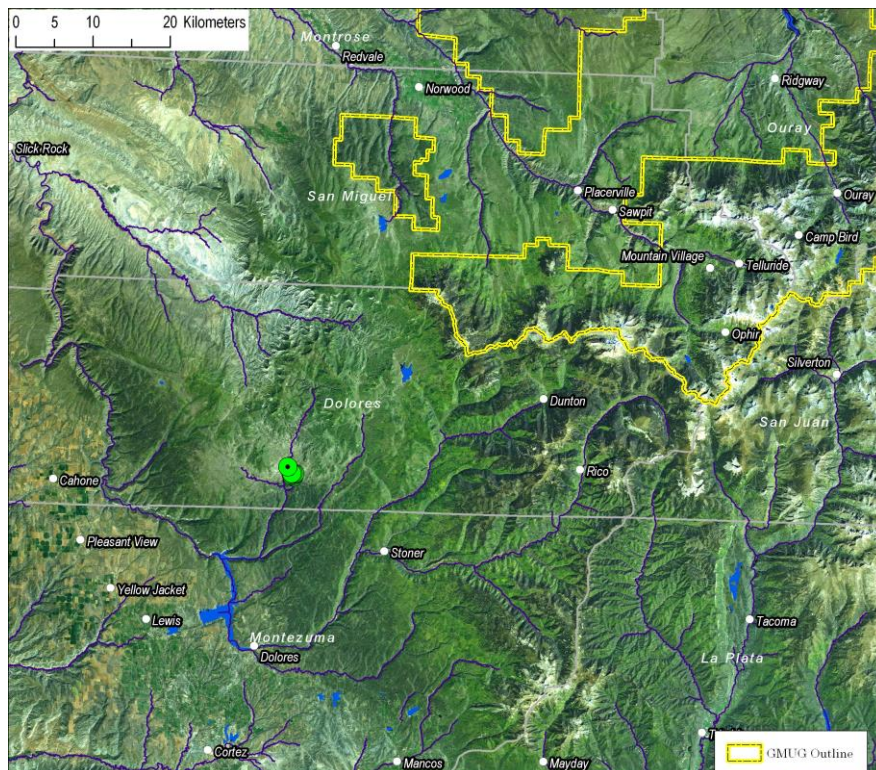 0 5 10 20 Kilometers
Montrose
Redvale
Norwood
Ridgway
Ouray
Slick Rock
San Miguel
Placerville
Ouray
Sawpit
Camp Bird
Mountain Village
Telluride
Ophir
Silverton
Dolores
Dunton
San Juan
Rico
Cahone
Pleasant View
Stoner
Yellow Jacket
Lewis
Tacoma
Montezuma
Dolores
La Plata
Cortez
Mancos
Mayday
GMUG Outline